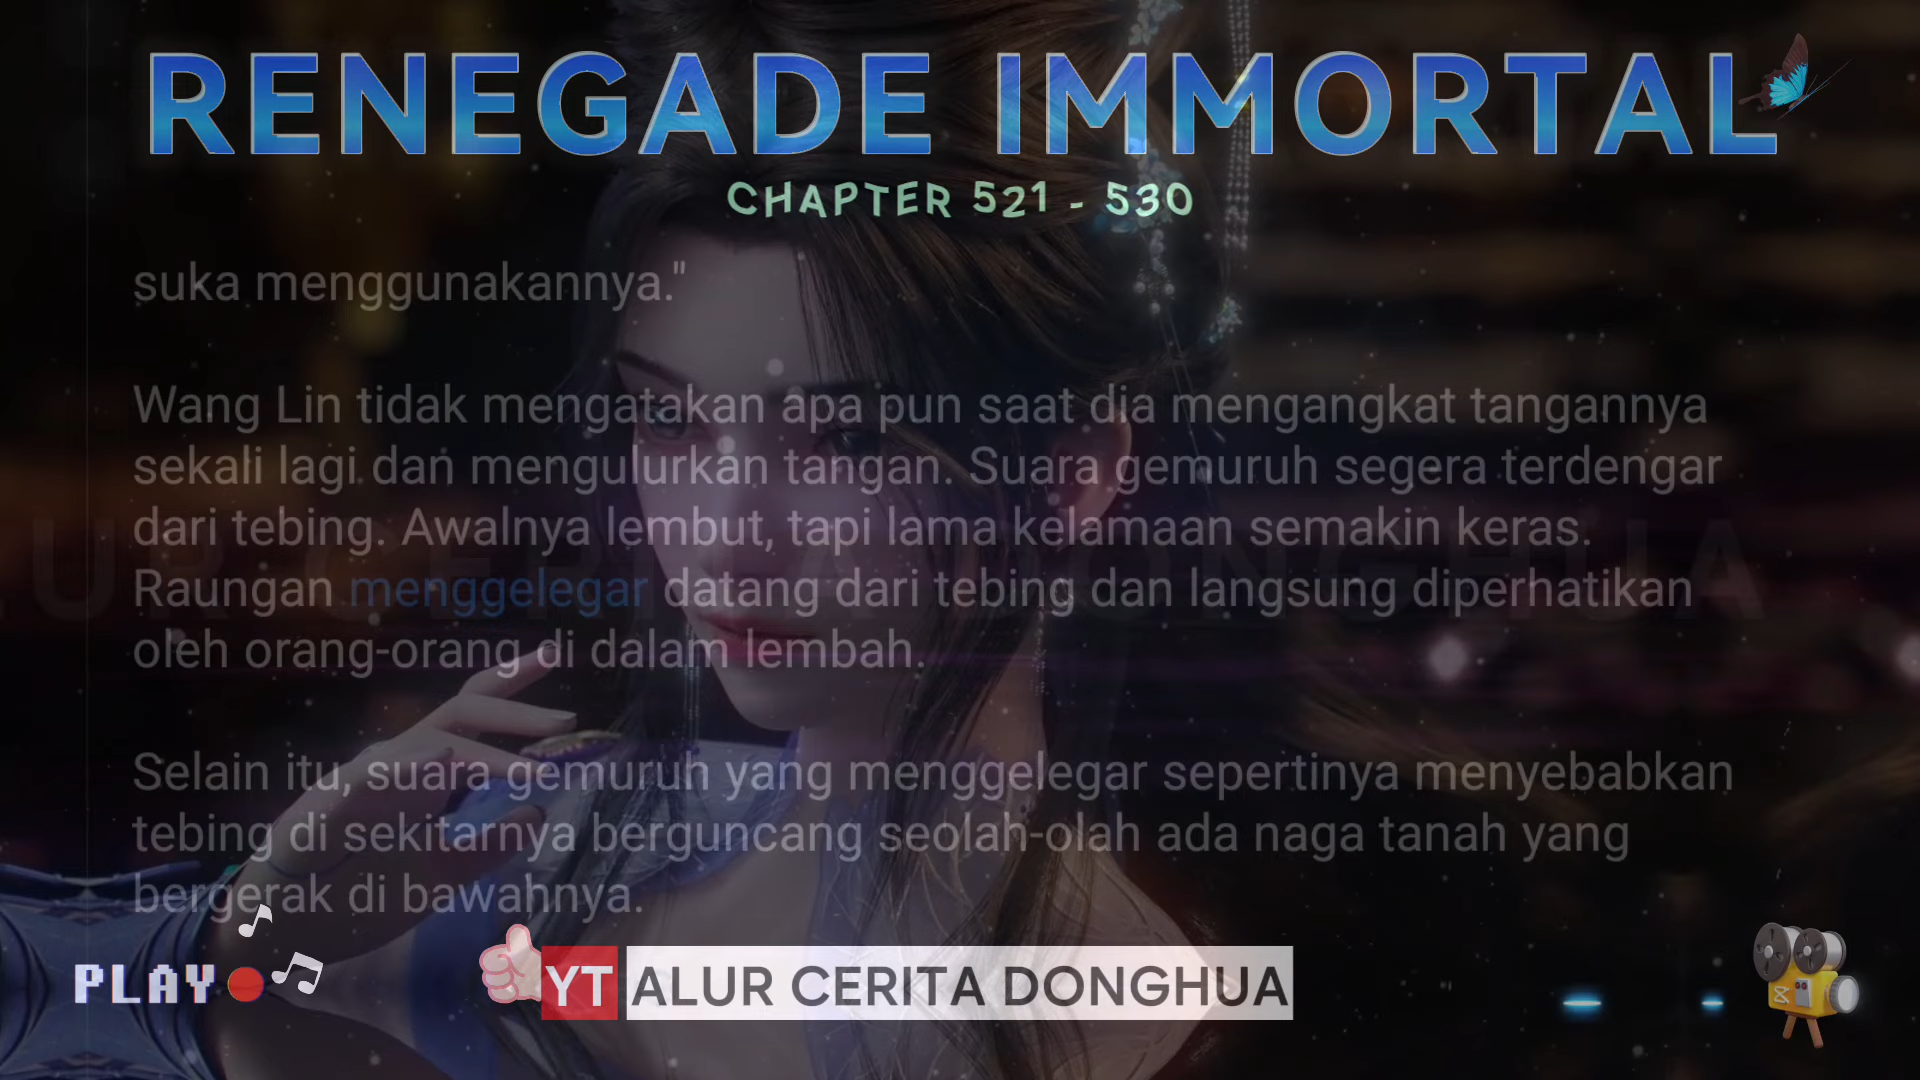 RENEGADE IMMORTAL
CHAPTER 521 - 530
suka menggunakannya."
Wang Lin tidak mengatakan apa pun saat dia mengangkat tangannya
sekali lagi dan mengulurkan tangan. Suara gemuruh segera terdengar
dari tebing. Awalnya lembut, tapi lama kelamaan semakin keras.
Raungan menggelegar datang dari tebing dan langsung diperhatikan
oleh orang-orang di dalam lembah.
Selain itu, suara gemuruh yang menggelegar sepertinya menyebabkan
tebing di sekitarnya berguncang seolah-olah ada naga tanah yang
bergerak di bawahnya.
PLAY
YT ALUR CERITA DONGHUA